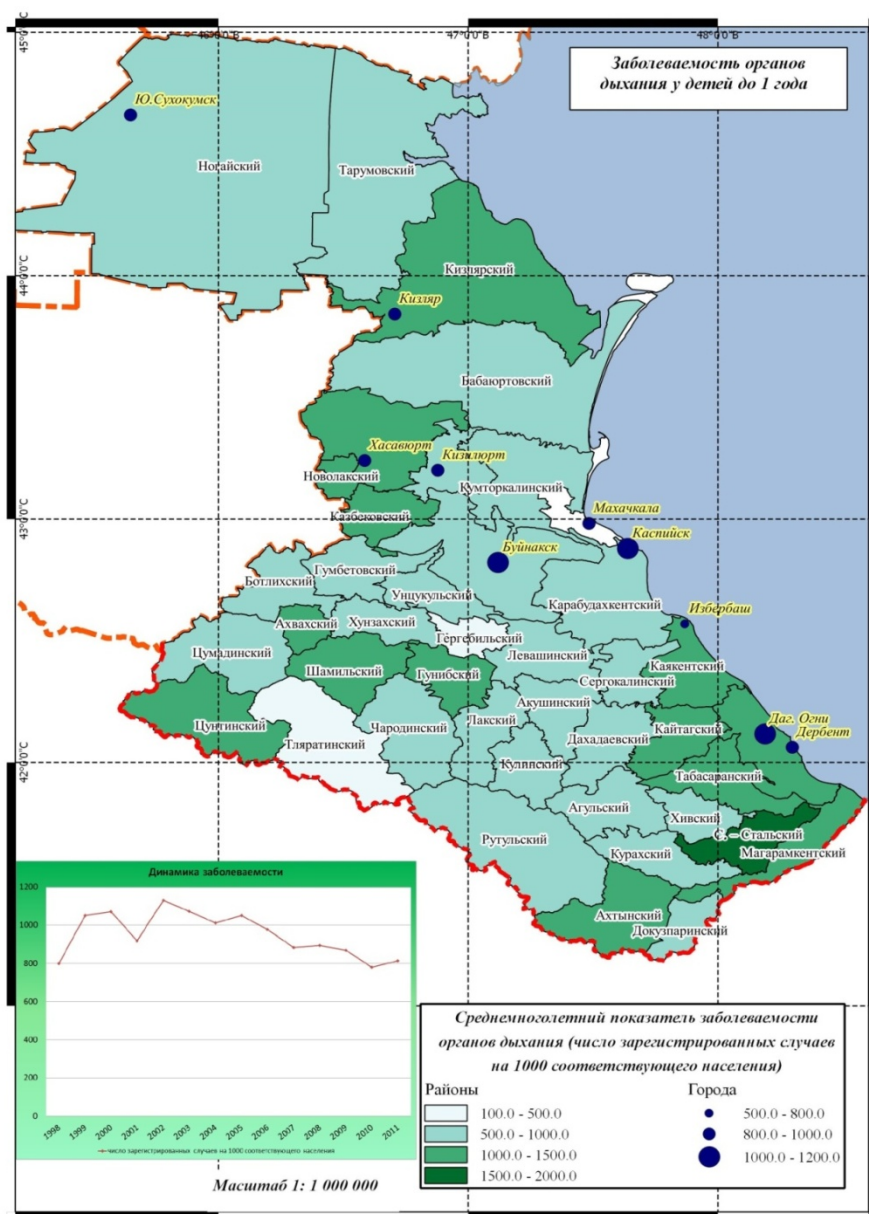 46°0'0"В
47°0'0"В
48°0'0"В
45°0'0"С
44°0'0"С
43°0'0"С
42°0'0"С
Заболеваемость органов
дыхания у детей до 1 года
Ю.Сухокумск
Ногайский
Тарумовский
Кизлярский
Кизляр
Бабаюртовский
Хасавюрт
Кизилюрт
Новолакский
Кумторкалинский
Казбековский
Махачкала
Каспийск
Буйнакск
Гумбетовский
Ботлихский
Унцукульский
Карабудахкентский
Избербаш
Ахвахский
Хунзахский
Гергебильский
Левашинский
Цумадинский
Шамильский
Гунибский
Сергокалинский
Каякентский
Акушинский
Цунтинский
Чародинский
Лакский
Кайтагский
Даг. Огни
Дербент
Тляратинский
Дахадаевский
Кулинский
Табасаранский
Агульский
Хивский
Рутульский
С. – Стальский
Курахский
Магарамкентский
Ахтынский
Докузпаринский
Динамика заболеваемости
1200
1000
800
600
400
200
0
1998 1999 2000 2001 2002 2003 2004 2005 2006 2007 2008 2009 2010 2011
число зарегистрированных случаев на 1000 соответствующего населения
Масштаб 1: 1 000 000
Среднемноголетний показатель заболеваемости
органов дыхания (число зарегистрированных случаев
на 1000 соответствующего населения)
Районы
100.0 - 500.0
500.0 - 1000.0
1000.0 - 1500.0
1500.0 - 2000.0
Города
500.0 - 800.0
800.0 - 1000.0
1000.0 - 1200.0